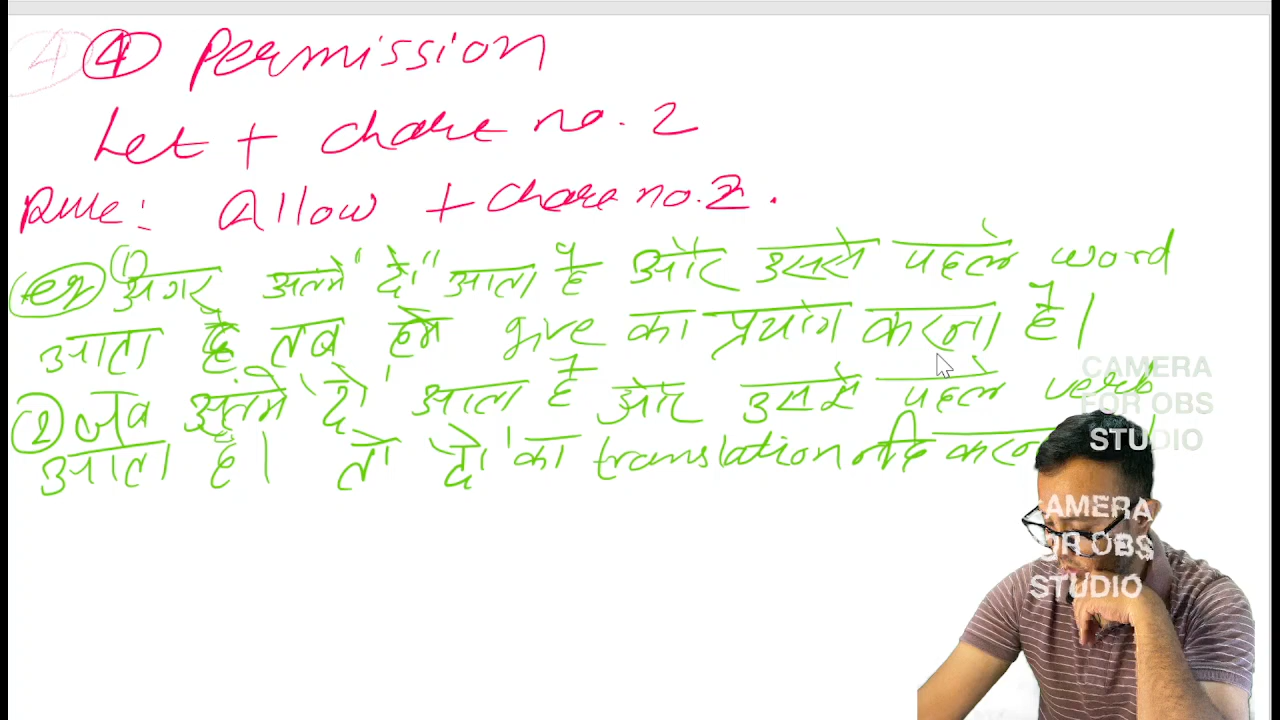 ④ Permission
Let + chart no. 2
Rule: Allow + chart no. 2.
(1) अगर अंतमें "दो" आता है और उससे पहले word
आता है तब हमे give का प्रयोग करना है।
② जब अंतमें 'दो' आता है और उससे पहले verb
आता है। तो 'दो' का translation नहि करना
CAMERA
FOR OBS
STUDIO
CAMERA
FOR OBS
STUDIO